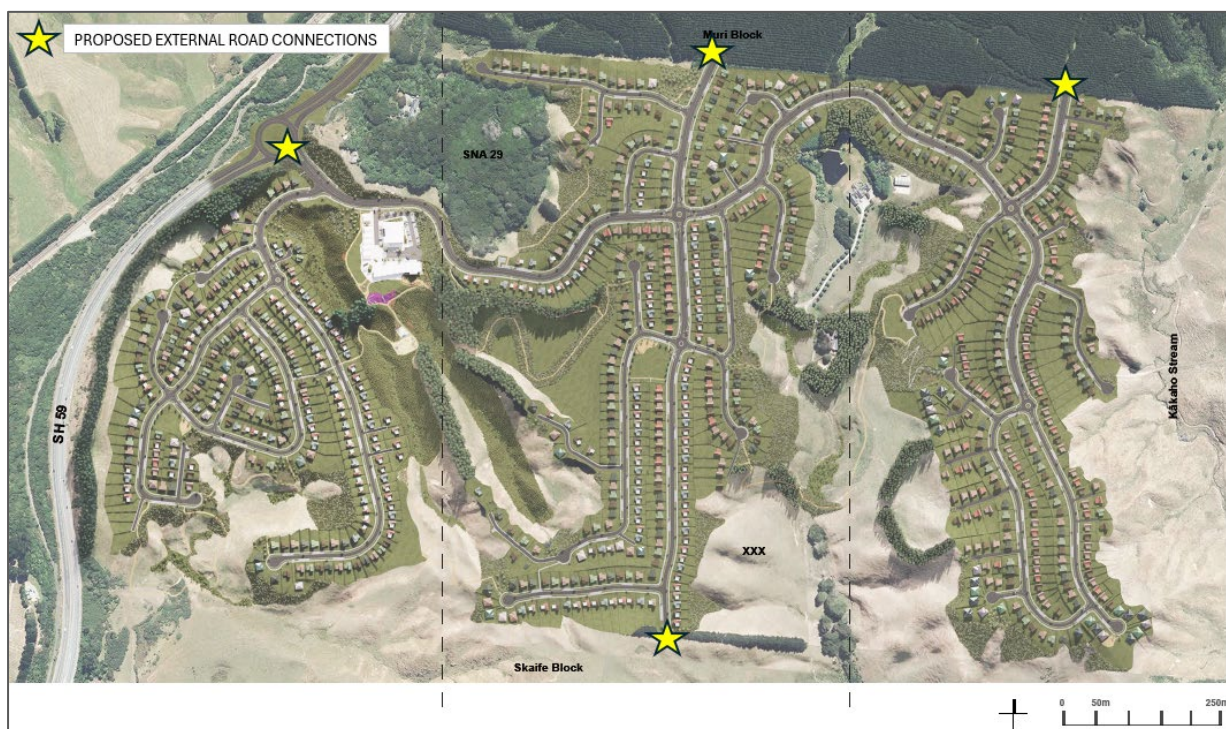 PROPOSED EXTERNAL ROAD CONNECTIONS
Muri Block
SNA 29
SH 59
Kākaho Stream
XXX
Skaife Block
0 50m 250m